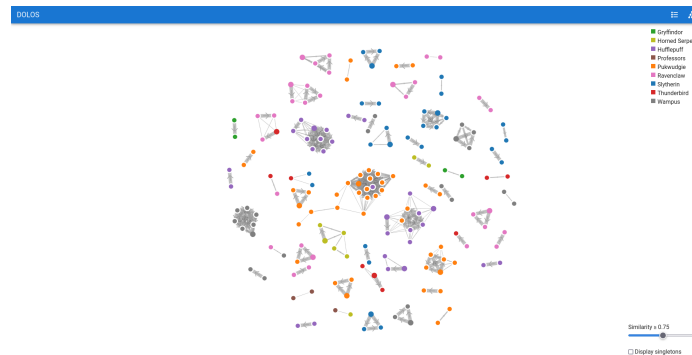 DOLOS
Gryffindor
Horned Serpe
Hufflepuff
Professors
Pukwudgie
Ravenclaw
Slytherin
Thunderbird
Wampus
Similarity ≥ 0.75
Display singletons